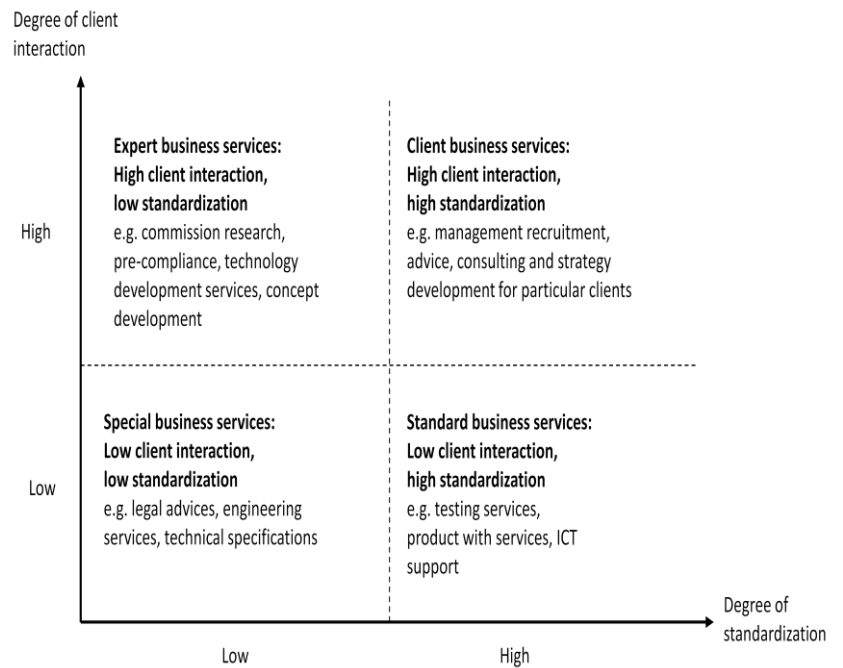 Degree of client
interaction
High
Expert business services:
High client interaction,
low standardization
e.g. commission research,
pre-compliance, technology
development services, concept
development
Client business services:
High client interaction,
high standardization
e.g. management recruitment,
advice, consulting and strategy
development for particular clients
Low
Special business services:
Low client interaction,
low standardization
e.g. legal advices, engineering
services, technical specifications
Standard business services:
Low client interaction,
high standardization
e.g. testing services,
product with services, ICT
support
Degree of
standardization
Low
High